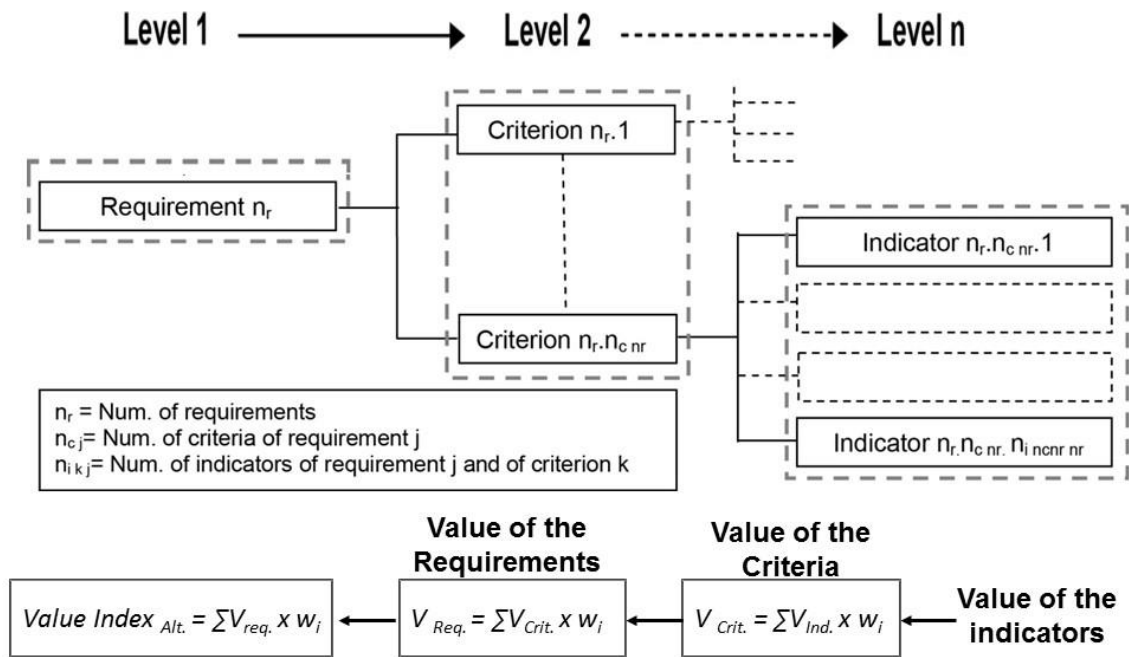 Level 1
Level 2
Level n
Criterion nr.1
Requirement nr
Indicator nr.nc nr.1
Criterion nr.nc nr
Indicator nr.nc nr. ni ncnr nr
nr = Num. of requirements
nc j= Num. of criteria of requirement j
ni k j= Num. of indicators of requirement j and of criterion k
Value of the
Requirements
Value of the
Criteria
Value Index Alt. = ∑Vreq. x wi
V Req. = ∑VCrit. x wi
V Crit. = ∑VInd. x wi
Value of the
indicators